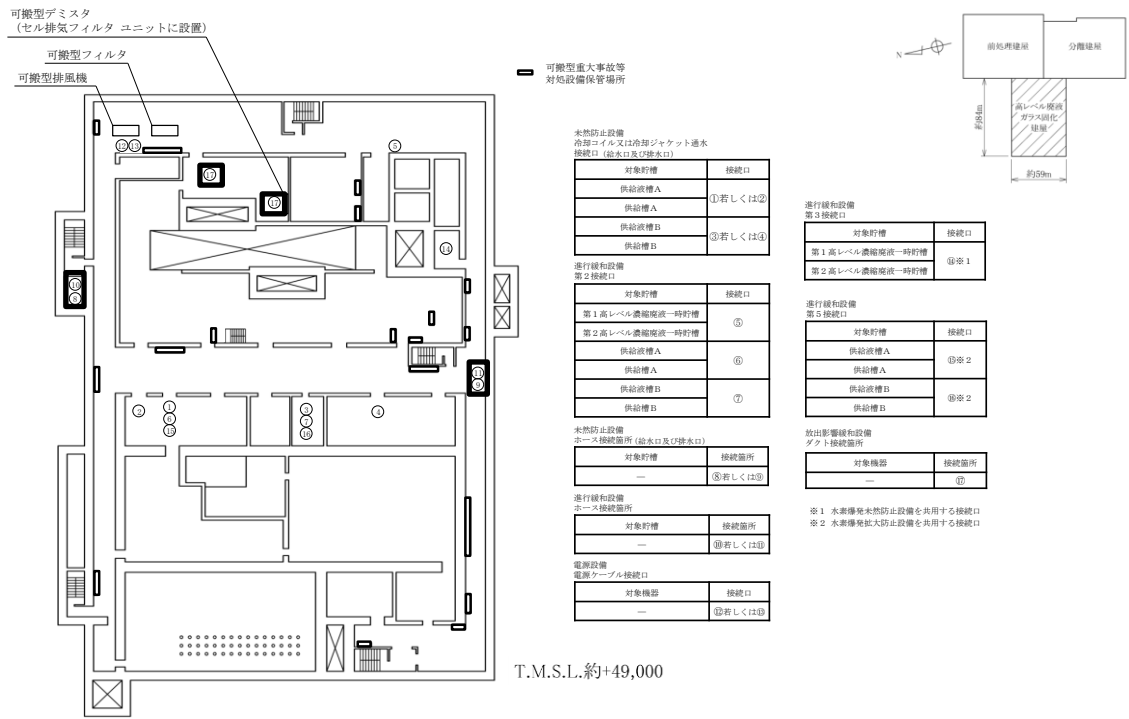 可搬型デミスタ
（セル排気フィルタ ユニットに設置）
可搬型フィルタ
可搬型排風機
⑫⑬
⑤
⑰
⑰
⑭
⑩
⑧
⑪
⑨
②
①
⑥
⑮
③
⑦
⑯
④
可搬型重大事故等
対処設備保管場所
N
前処理建屋
分離建屋
高レベル廃液
ガラス固化
建屋
約84m
約59m
未然防止設備
冷却コイル又は冷却ジャケット通水
接続口（給水口及び排水口）
対象貯槽 接続口
供給液槽A ①若しくは②
供給槽A
供給液槽B ③若しくは④
供給槽B
進行緩和設備
第２接続口
対象貯槽 接続口
第１高レベル濃縮廃液一時貯槽 ⑤
第２高レベル濃縮廃液一時貯槽
供給液槽A ⑥
供給槽A
供給液槽B ⑦
供給槽B
未然防止設備
ホース接続箇所（給水口及び排水口）
対象貯槽 接続箇所
― ⑧若しくは⑨
進行緩和設備
ホース接続箇所
対象貯槽 接続箇所
― ⑩若しくは⑪
電源設備
電源ケーブル接続口
対象機器 接続口
― ⑫若しくは⑬
進行緩和設備
第３接続口
対象貯槽 接続口
第１高レベル濃縮廃液一時貯槽 ⑭※１
第２高レベル濃縮廃液一時貯槽
進行緩和設備
第５接続口
対象貯槽 接続口
供給液槽A ⑮※２
供給槽A
供給液槽B ⑯※２
供給槽B
放出影響緩和設備
ダクト接続箇所
対象機器 接続箇所
― ⑰
※１ 水素爆発未然防止設備を共用する接続口
※２ 水素爆発拡大防止設備を共用する接続口
T.M.S.L.約+49,000